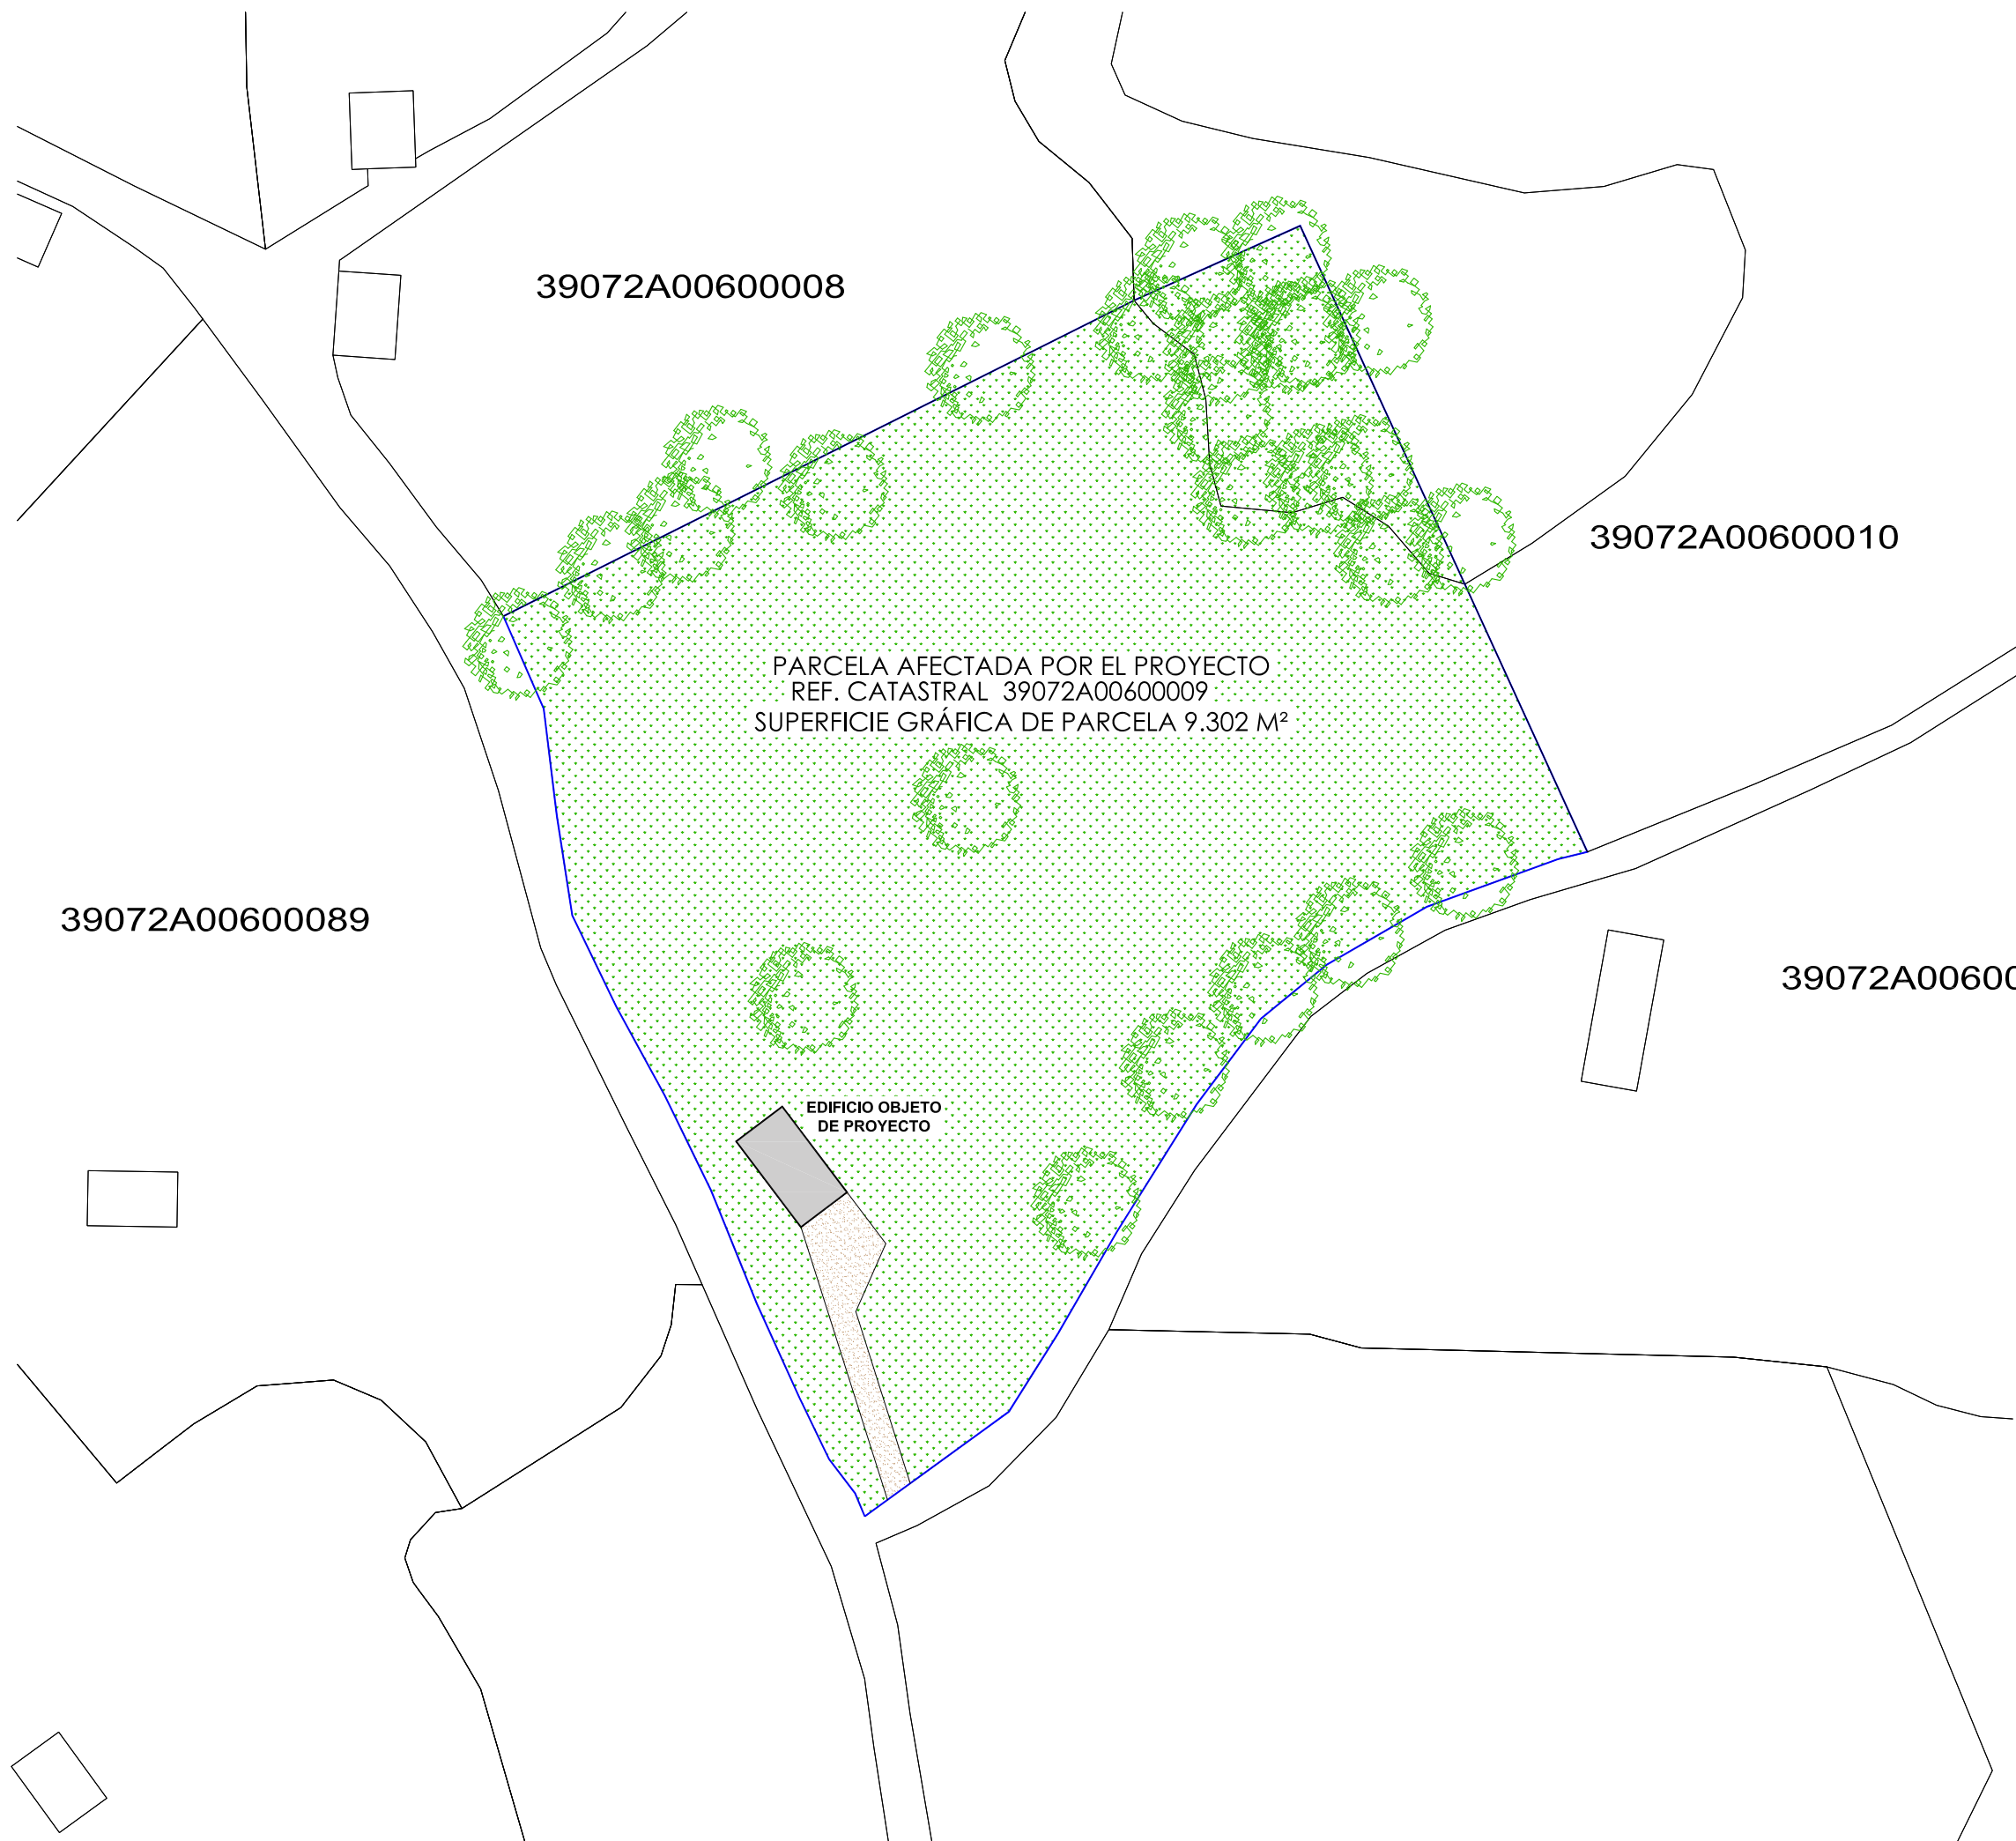 39072A00600008
39072A00600010
PARCELA AFECTADA POR EL PROYECTO
REF. CATASTRAL 39072A00600009
SUPERFICIE GRÁFICA DE PARCELA 9.302 M²
39072A00600089
39072A00600
EDIFICIO OBJETO
DE PROYECTO